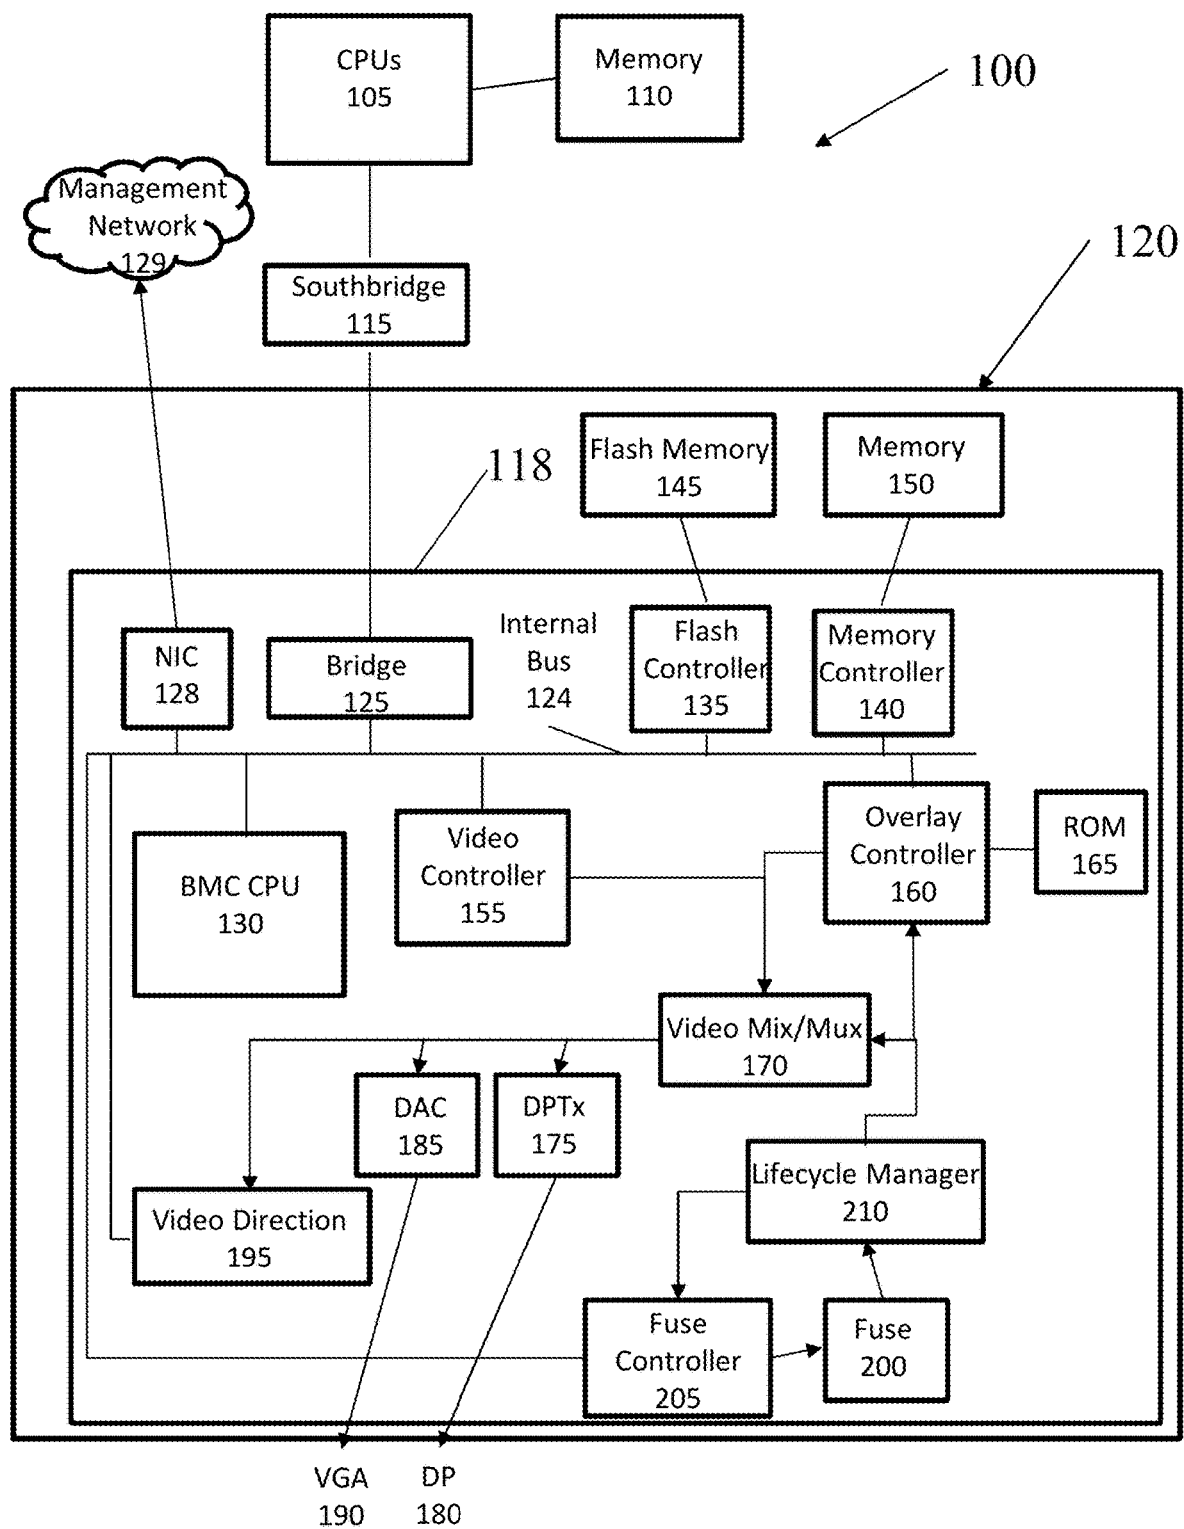 CPUs
105
Memory
110
100
Management
Network
129
120
Southbridge
115
Flash Memory
145
Memory
150
118
NIC
128
Bridge
125
Internal
Bus
124
Flash
Controller
135
Memory
Controller
140
BMC CPU
130
Video
Controller
155
Overlay
Controller
160
ROM
165
Video Mix/Mux
170
DAC
185
DPTx
175
Lifecycle Manager
210
Video Direction
195
Fuse
Controller
205
Fuse
200
VGA
190
DP
180